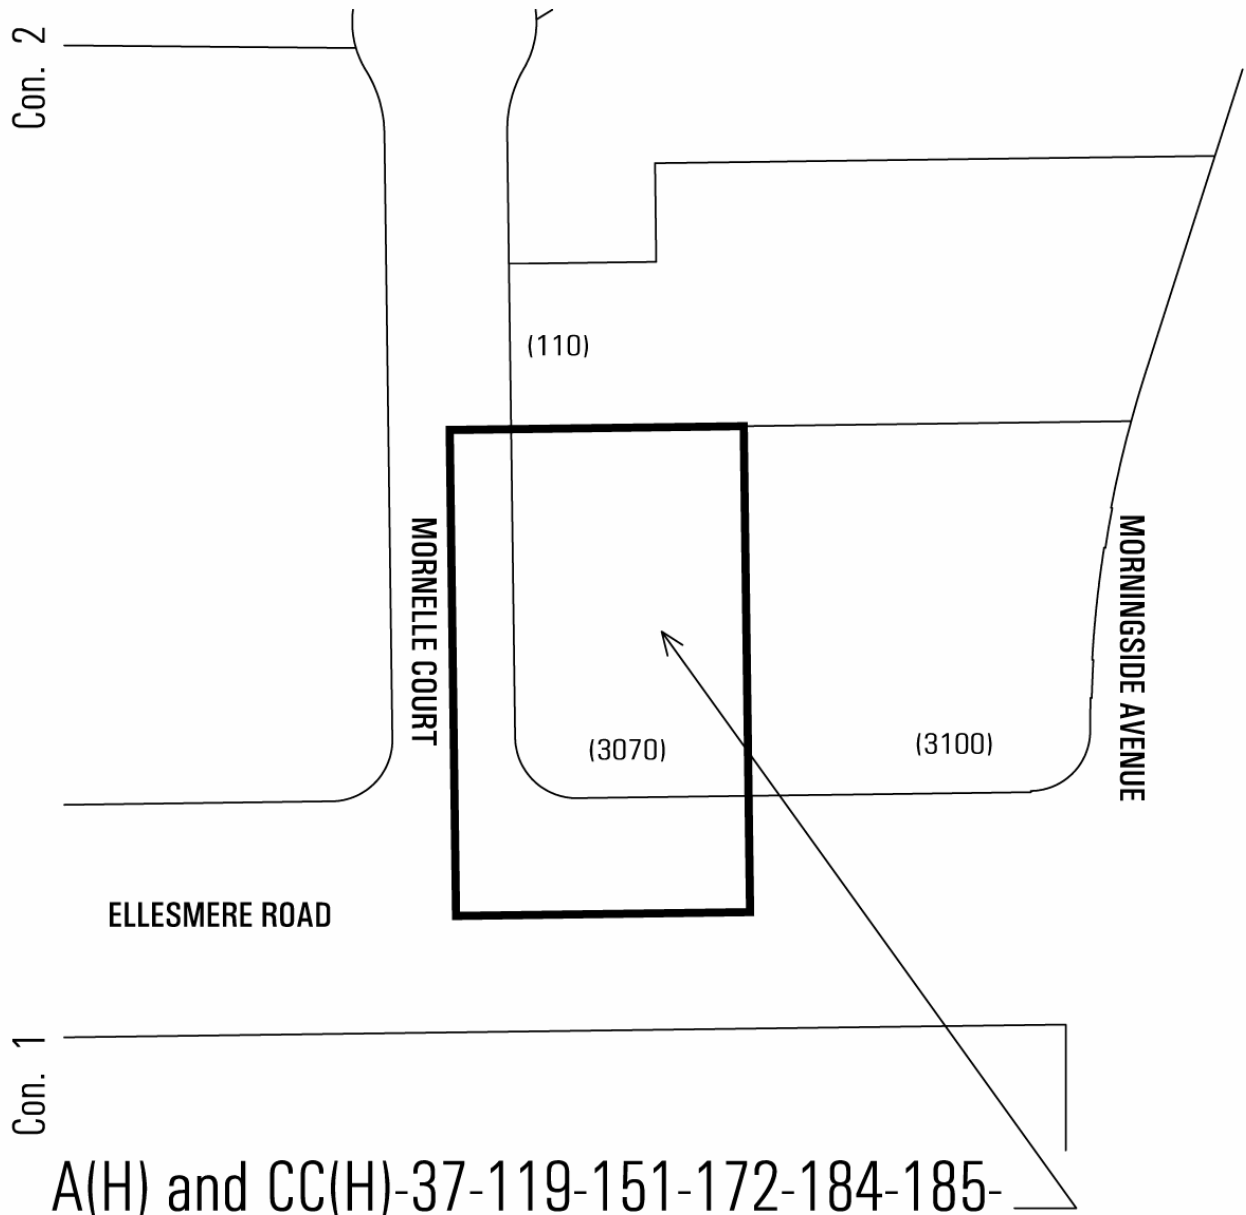 Con. 2
(110)
MORNELLE COURT
MORNINGSIDE AVENUE
(3070)
(3100)
ELLESMERE ROAD
Con. 1
A(H) and CC(H)-37-119-151-172-184-185-